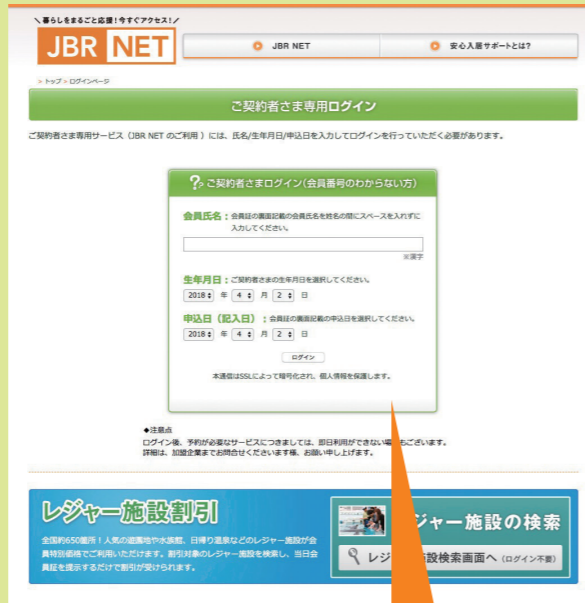 ＼暮らしをまるごと応援！今すぐアクセス！／
JBR NET
JBR NET
安心入居サポートとは?
> トップ > ログインページ
ご契約者さま専用ログイン
ご契約者さま専用サービス（JBR NET のご利用 ）には、氏名/生年月日/申込日を入力してログインを行っていただく必要があります。
ご契約者さまログイン(会員番号のわからない方)
会員氏名：会員証の裏面記載の会員氏名を姓名の間にスペースを入れずに
入力してください。
※漢字
生年月日：ご契約者さまの生年月日を選択してください。
2018 年 4 月 2 日
申込日（記入日）：会員証の裏面記載の申込日を選択してください。
2018 年 4 月 2 日
ログイン
本通信はSSLによって暗号化され、個人情報を保護します。
◆注意点
ログイン後、予約が必要なサービスにつきましては、即日利用ができない場 もございます。
詳細は、加盟企業までお問合せくださいます様、お願い申し上げます。
レジャー施設割引
全国約650箇所！人気の遊園地や水族館、日帰り温泉などのレジャー施設が会
員特別価格でご利用いただけます。割引対象のレジャー施設を検索し、当日会
員証を提示するだけで割引が受けられます。
ジャー施設の検索
レジ 設検索画面へ（ログイン不要）